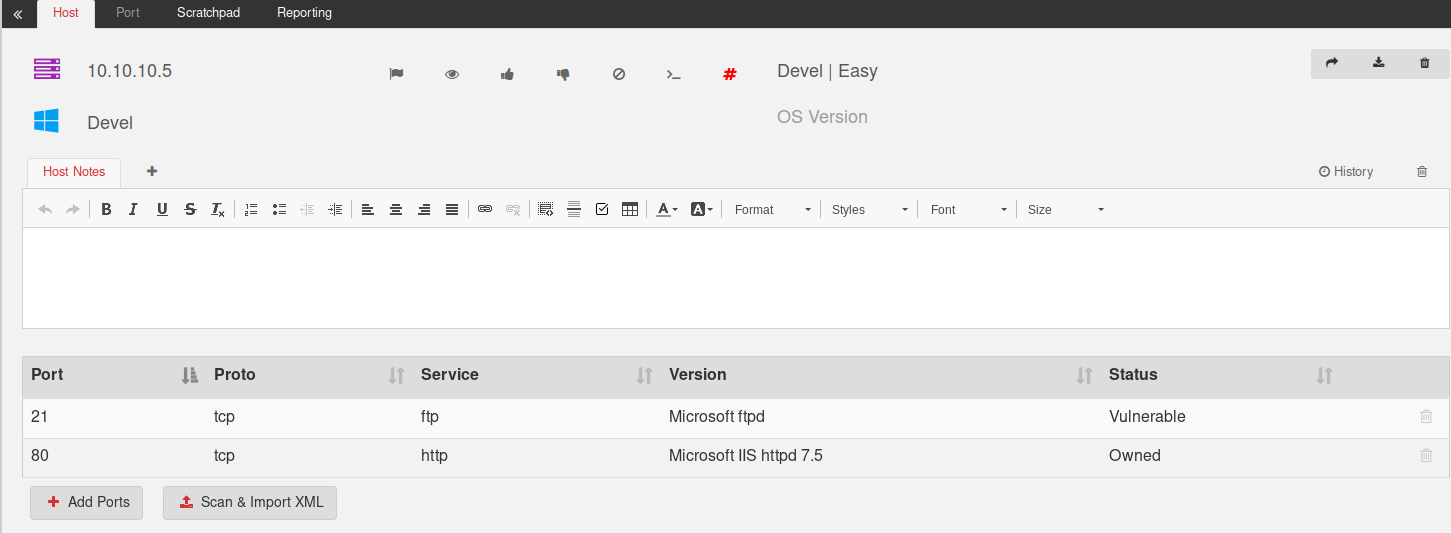 « Host Port Scratchpad Reporting
10.10.10.5 # Devel | Easy
Devel OS Version
Host Notes + History
B I U S Tx A A Format Styles Font Size
Port Proto Service Version Status
21 tcp ftp Microsoft ftpd Vulnerable
80 tcp http Microsoft IIS httpd 7.5 Owned
+ Add Ports Scan & Import XML